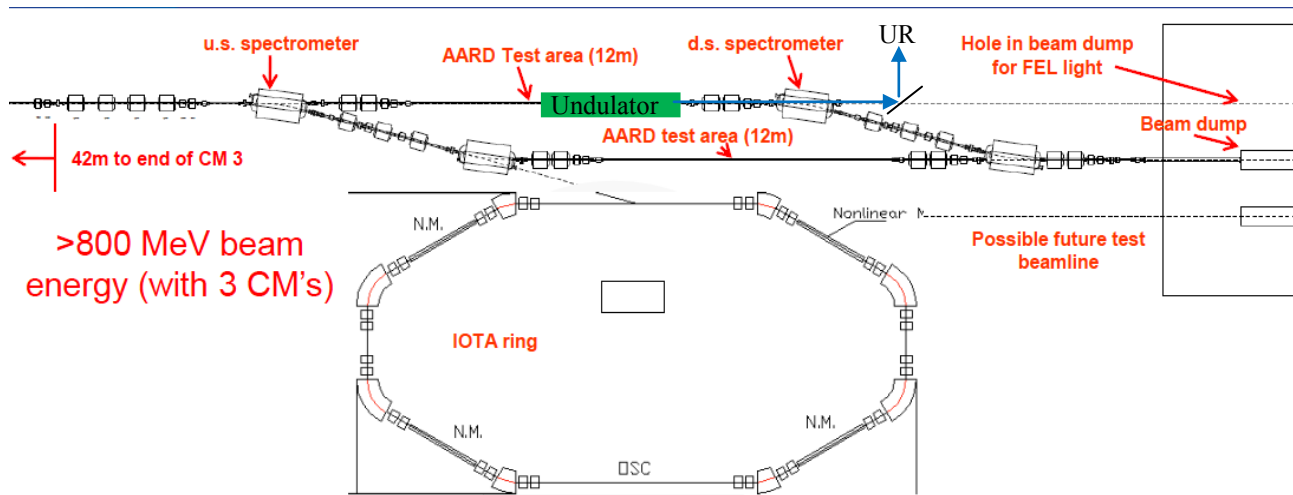 u.s. spectrometer
AARD Test area (12m)
d.s. spectrometer
UR
Hole in beam dump
for FEL light
Undulator
AARD test area (12m)
Beam dump
42m to end of CM 3
>800 MeV beam
energy (with 3 CM's)
N.M.
Nonlinear
Possible future test
beamline
IOTA ring
N.M.
N.M.
OSC